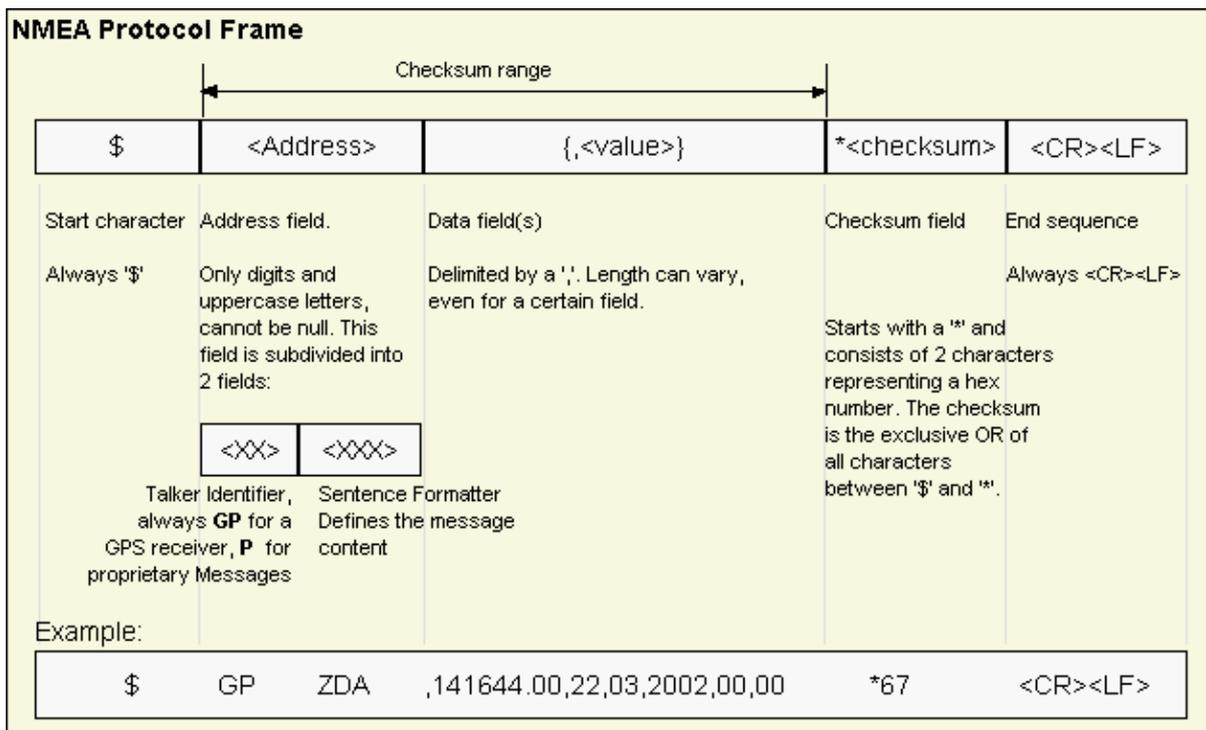 NMEA Protocol Frame
Checksum range
$ <Address> {,<value>} *<checksum> <CR><LF>
Start character
Always '$'
Address field.
Only digits and
uppercase letters,
cannot be null. This
field is subdivided into
2 fields:
<XX> <XXX>
Talker Identifier,
always GP for a
GPS receiver, P for
proprietary Messages
Sentence Formatter
Defines the message
content
Data field(s)
Delimited by a ','. Length can vary,
even for a certain field.
Checksum field
Starts with a '*' and
consists of 2 characters
representing a hex
number. The checksum
is the exclusive OR of
all characters
between '$' and '*'.
End sequence
Always <CR><LF>
Example:
$ GP ZDA ,141644.00,22,03,2002,00,00 *67 <CR><LF>